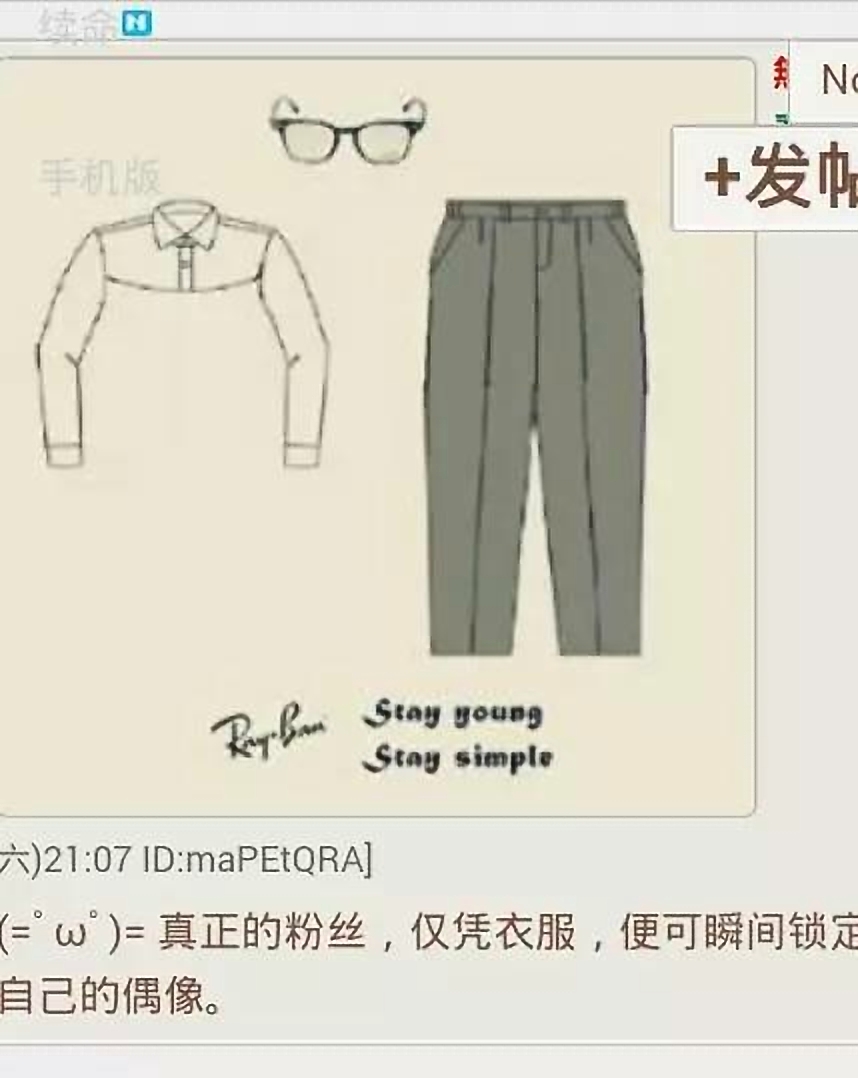 续命
No
手机版
+发帖
Ray-Ban
Stay young
Stay simple
六)21:07 ID:maPEtQRA]
(=ﾟωﾟ)= 真正的粉丝，仅凭衣服，便可瞬间锁定
自己的偶像。